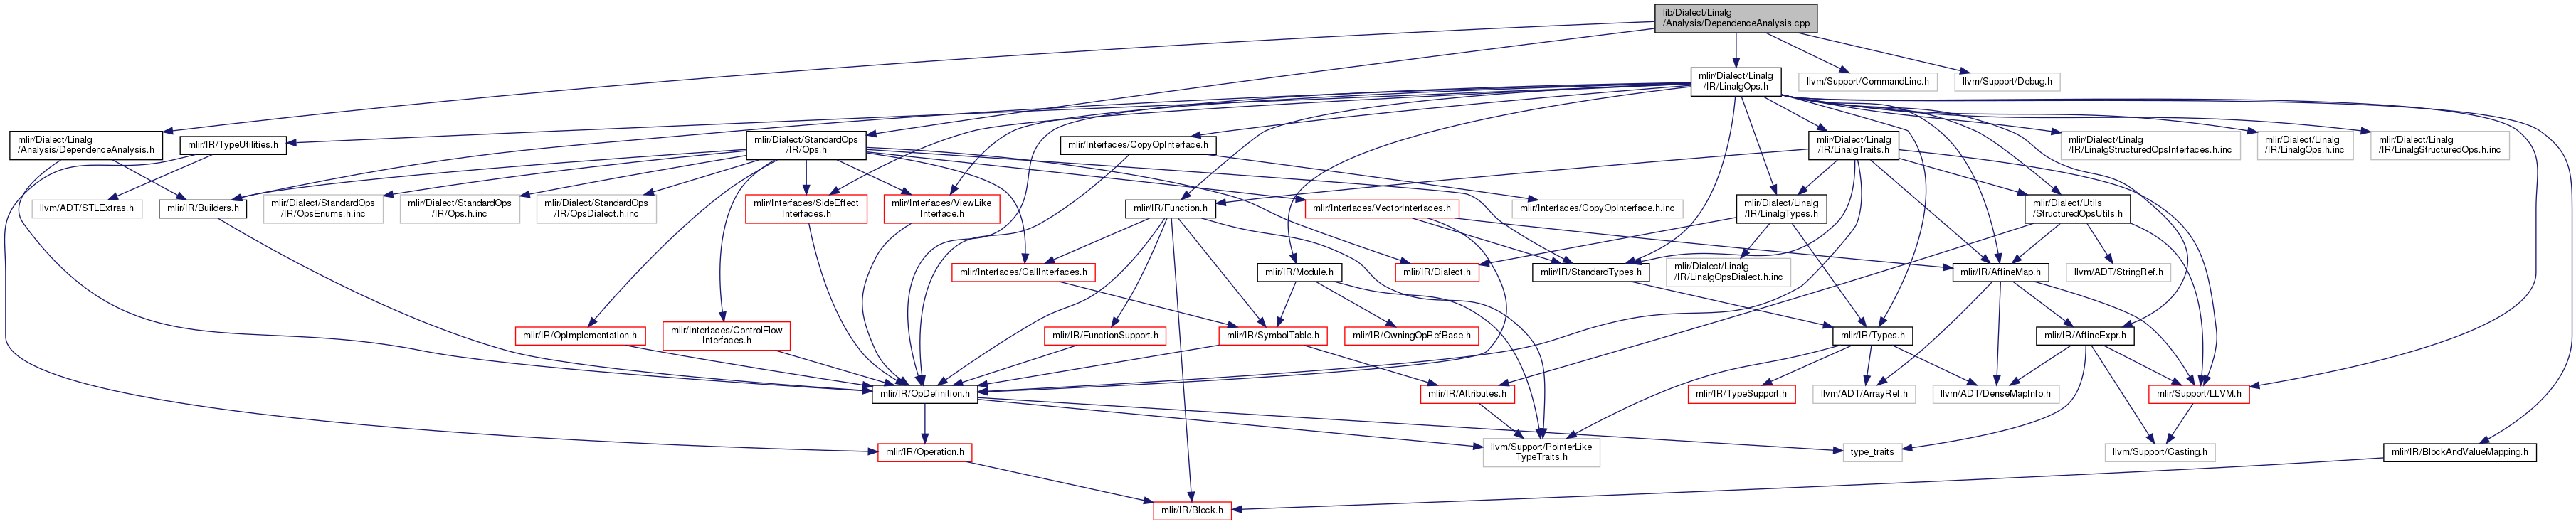 lib/Dialect/Linalg
/Analysis/DependenceAnalysis.cpp
mlir/Dialect/Linalg
/IR/LinalgOps.h
llvm/Support/CommandLine.h
llvm/Support/Debug.h
mlir/Dialect/Linalg
/Analysis/DependenceAnalysis.h
mlir/IR/TypeUtilities.h
mlir/Dialect/StandardOps
/IR/Ops.h
mlir/Interfaces/CopyOpInterface.h
mlir/Dialect/Linalg
/IR/LinalgTraits.h
mlir/Dialect/Linalg
/IR/LinalgStructuredOpsInterfaces.h.inc
mlir/Dialect/Linalg
/IR/LinalgOps.h.inc
mlir/Dialect/Linalg
/IR/LinalgStructuredOps.h.inc
llvm/ADT/STLExtras.h
mlir/IR/Builders.h
mlir/Dialect/StandardOps
/IR/OpsEnums.h.inc
mlir/Dialect/StandardOps
/IR/Ops.h.inc
mlir/Dialect/StandardOps
/IR/OpsDialect.h.inc
mlir/Interfaces/SideEffect
Interfaces.h
mlir/Interfaces/ViewLike
Interface.h
mlir/IR/Function.h
mlir/Interfaces/VectorInterfaces.h
mlir/Interfaces/CopyOpInterface.h.inc
mlir/Dialect/Linalg
/IR/LinalgTypes.h
mlir/Dialect/Utils
/StructuredOpsUtils.h
mlir/Interfaces/CallInterfaces.h
mlir/IR/Module.h
mlir/IR/Dialect.h
mlir/IR/StandardTypes.h
mlir/Dialect/Linalg
/IR/LinalgOpsDialect.h.inc
mlir/IR/AffineMap.h
llvm/ADT/StringRef.h
mlir/IR/OpImplementation.h
mlir/Interfaces/ControlFlow
Interfaces.h
mlir/IR/FunctionSupport.h
mlir/IR/SymbolTable.h
mlir/IR/OwningOpRefBase.h
mlir/IR/Types.h
mlir/IR/AffineExpr.h
mlir/IR/OpDefinition.h
mlir/IR/Attributes.h
mlir/IR/TypeSupport.h
llvm/ADT/ArrayRef.h
llvm/ADT/DenseMapInfo.h
mlir/Support/LLVM.h
mlir/IR/Operation.h
llvm/Support/PointerLike
TypeTraits.h
type_traits
llvm/Support/Casting.h
mlir/IR/BlockAndValueMapping.h
mlir/IR/Block.h